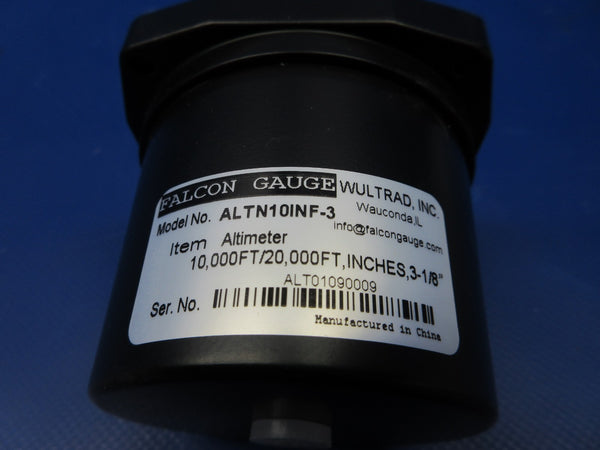 FALCON GAUGE WULTRAD, INC.
Wauconda,IL
Model No. ALTN10INF-3 info@falcongauge.com
Item Altimeter
10,000FT/20,000FT,INCHES,3-1/8"
ALT01090009
Ser. No.
Manufactured in China